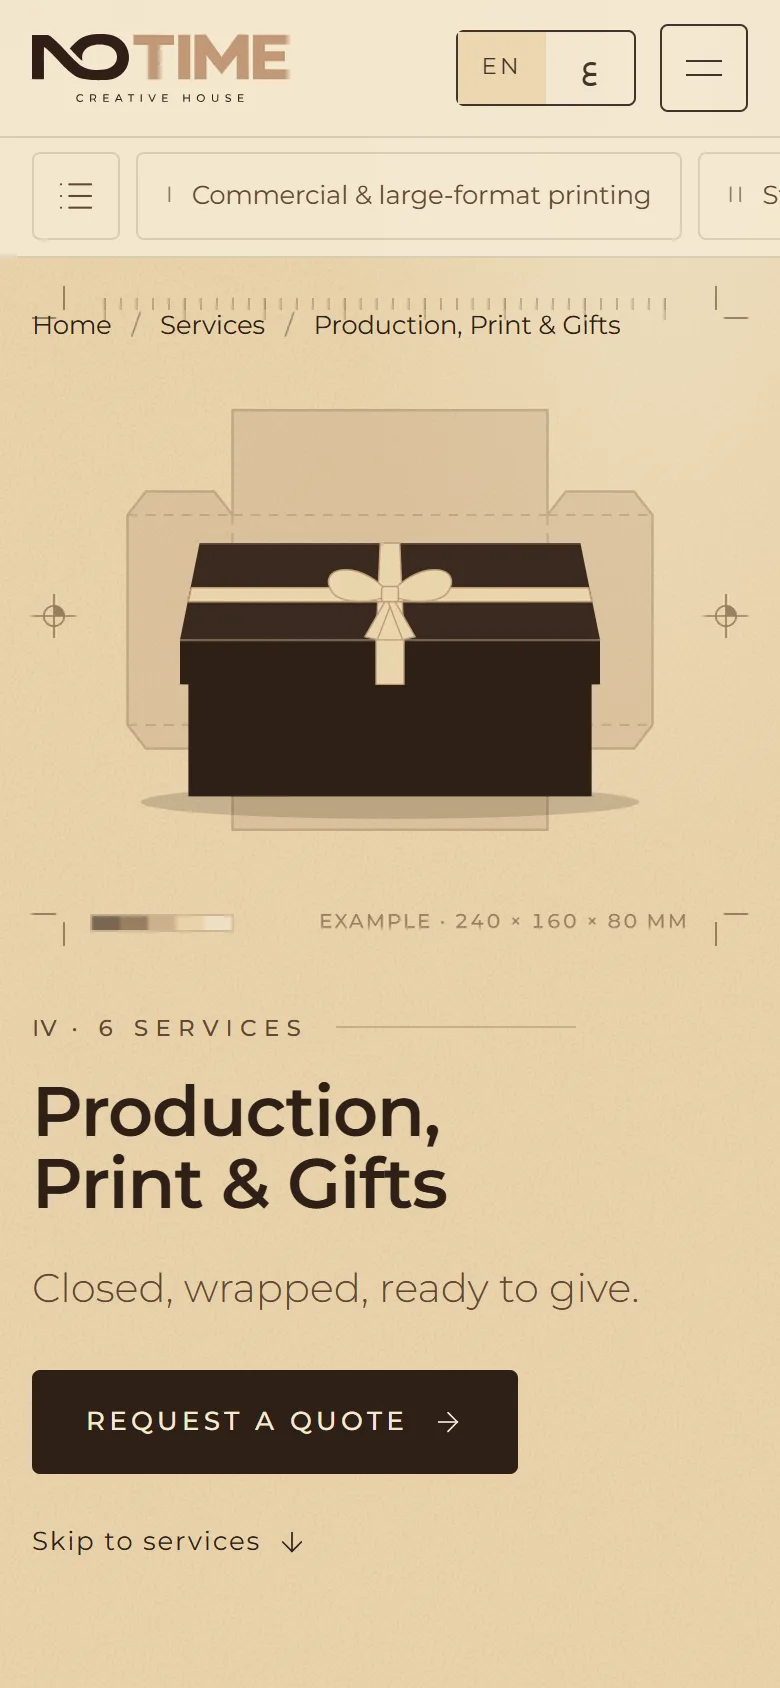 NOTIME
CREATIVE HOUSE
EN
ع
I Commercial & large-format printing
II
Home / Services / Production, Print & Gifts
EXAMPLE · 240 × 160 × 80 MM
IV · 6 SERVICES
Production,
Print & Gifts
Closed, wrapped, ready to give.
REQUEST A QUOTE →
Skip to services ↓